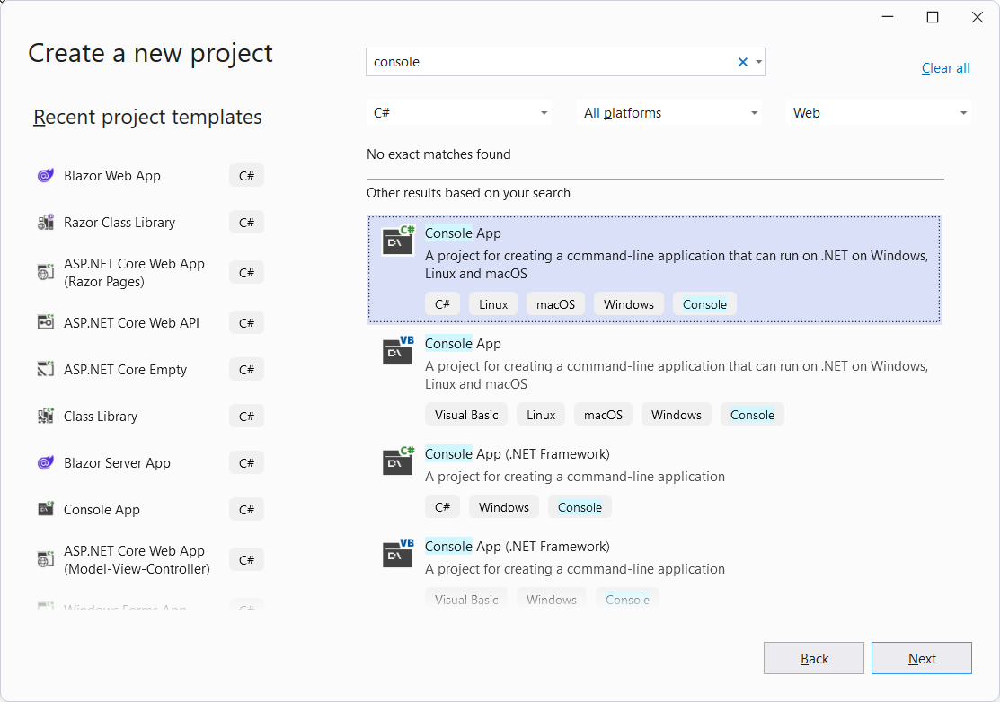 Create a new project
console
Clear all
Recent project templates
C#
All platforms
Web
No exact matches found
Other results based on your search
Blazor Web App C#
Razor Class Library C#
ASP.NET Core Web App
(Razor Pages)
C#
ASP.NET Core Web API C#
ASP.NET Core Empty C#
Class Library C#
Blazor Server App C#
Console App C#
ASP.NET Core Web App
(Model-View-Controller)
C#
Windows Forms App C#
C#
C:\
Console App
A project for creating a command-line application that can run on .NET on Windows,
Linux and macOS
C# Linux macOS Windows Console
VB
C:\
Console App
A project for creating a command-line application that can run on .NET on Windows,
Linux and macOS
Visual Basic Linux macOS Windows Console
C#
C:\
Console App (.NET Framework)
A project for creating a command-line application
C# Windows Console
VB
C:\
Console App (.NET Framework)
A project for creating a command-line application
Visual Basic Windows Console
Back
Next